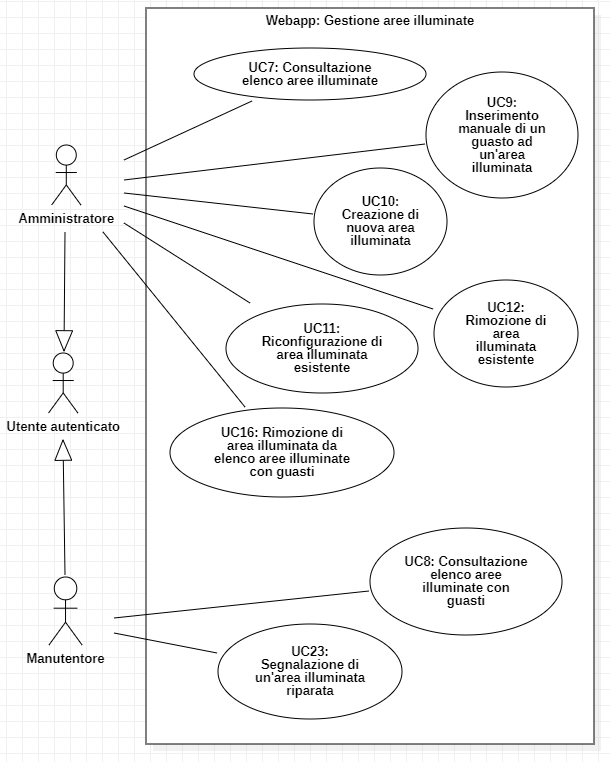 Webapp: Gestione aree illuminate
UC7: Consultazione
elenco aree illuminate
UC9:
Inserimento
manuale di un
guasto ad
un'area
illuminata
Amministratore
UC10:
Creazione di
nuova area
illuminata
UC12:
Rimozione di
area
illuminata
esistente
UC11:
Riconfigurazione di
area illuminata
esistente
Utente autenticato
UC16: Rimozione di
area illuminata da
elenco aree illuminate
con guasti
UC8: Consultazione
elenco aree
illuminate con
guasti
Manutentore
UC23:
Segnalazione di
un'area illuminata
riparata